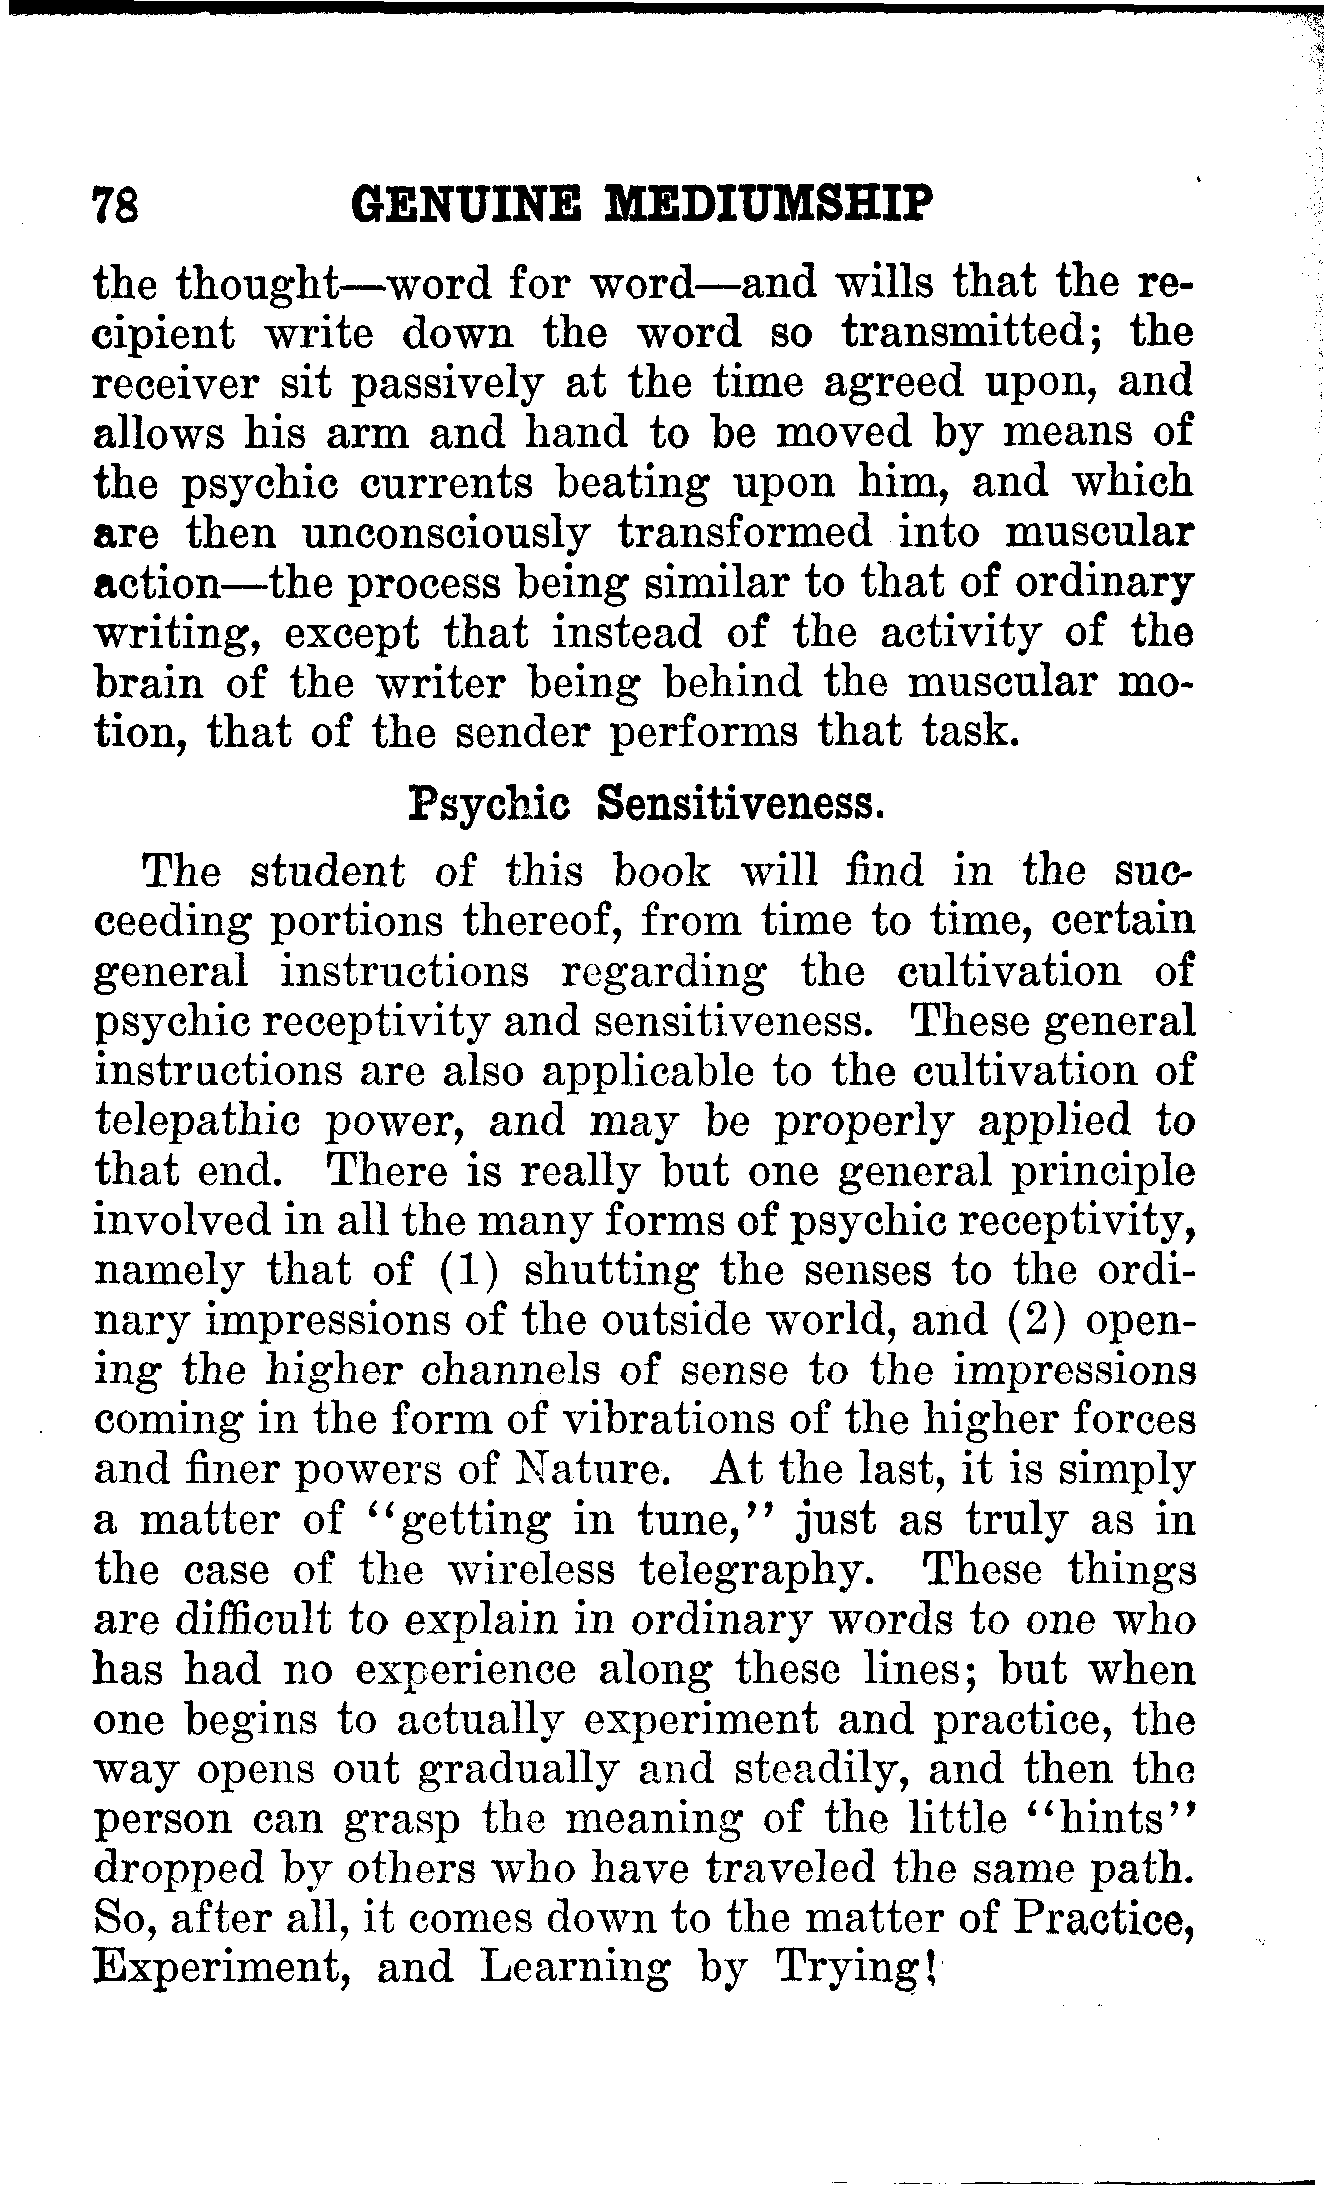 78 GENUINE MEDIUMSHIP
the thought—word for word—and wills that the re-
cipient write down the word so transmitted; the
receiver sit passively at the time agreed upon, and
allows his arm and hand to be moved by means of
the psychic currents beating upon him, and which
are then unconsciously transformed into muscular
action—the process being similar to that of ordinary
writing, except that instead of the activity of the
brain of the writer being behind the muscular mo-
tion, that of the sender performs that task.
Psychic Sensitiveness.
The student of this book will find in the suc-
ceeding portions thereof, from time to time, certain
general instructions regarding the cultivation of
psychic receptivity and sensitiveness. These general
instructions are also applicable to the cultivation of
telepathic power, and may be properly applied to
that end. There is really but one general principle
involved in all the many forms of psychic receptivity,
namely that of (1) shutting the senses to the ordi-
nary impressions of the outside world, and (2) open-
ing the higher channels of sense to the impressions
coming in the form of vibrations of the higher forces
and finer powers of Nature. At the last, it is simply
a matter of "getting in tune," just as truly as in
the case of the wireless telegraphy. These things
are difficult to explain in ordinary words to one who
has had no experience along these lines; but when
one begins to actually experiment and practice, the
way opens out gradually and steadily, and then the
person can grasp the meaning of the little "hints"
dropped by others who have traveled the same path.
So, after all, it comes down to the matter of Practice,
Experiment, and Learning by Trying!